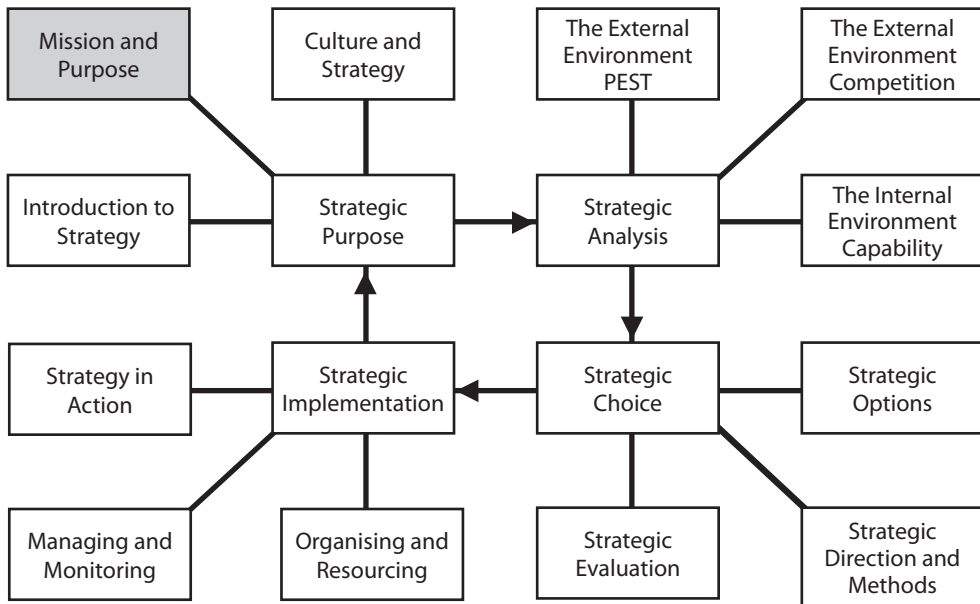 Mission and
Purpose
Culture and
Strategy
The External
Environment
PEST
The External
Environment
Competition
Introduction to
Strategy
Strategic
Purpose
Strategic
Analysis
The Internal
Environment
Capability
Strategy in
Action
Strategic
Implementation
Strategic
Choice
Strategic
Options
Managing and
Monitoring
Organising and
Resourcing
Strategic
Evaluation
Strategic
Direction and
Methods